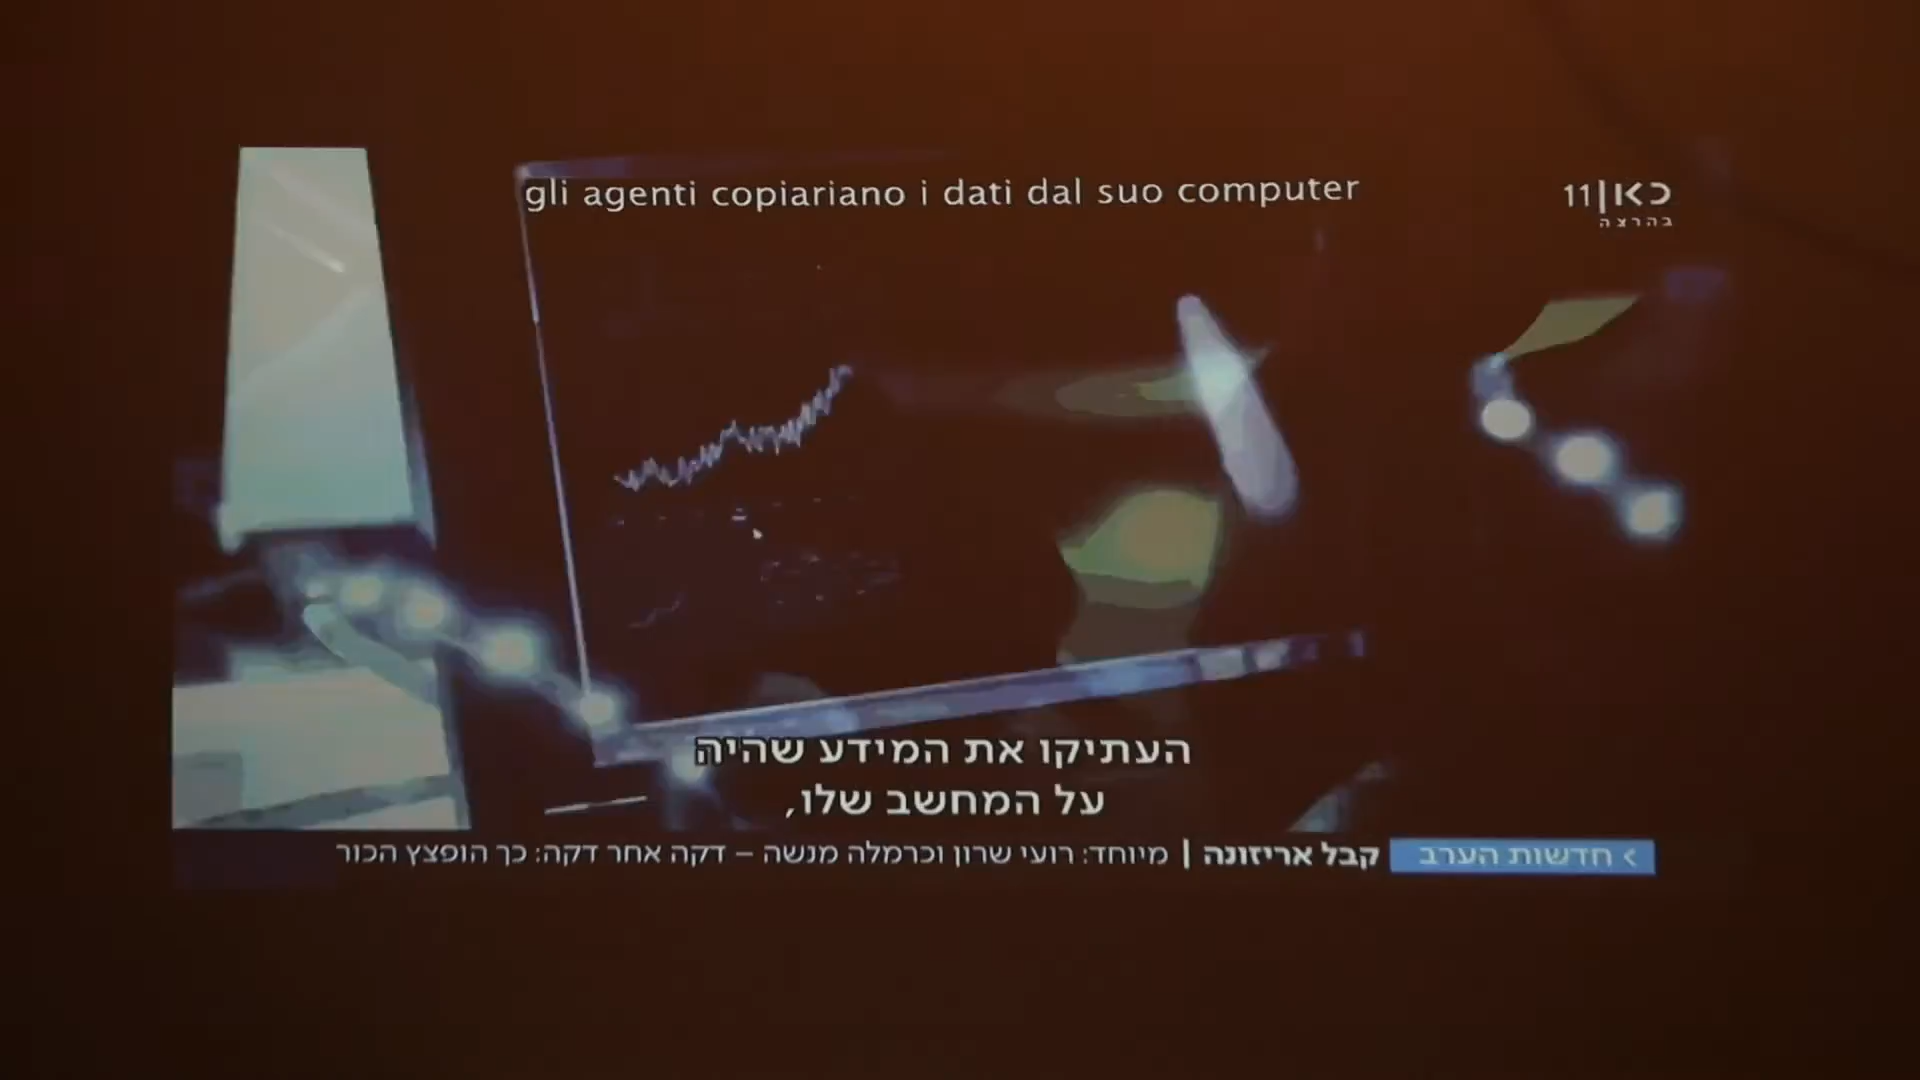 gli agenti copiariano i dati dal suo computer
כאן|11
בהרצה
העתיקו את המידע שהיה
על המחשב שלו,
> חדשות הערב קבל אריזונה | מיוחד: רועי שרון וכרמלה מנשה – דקה אחר דקה: כך הופצץ הכור